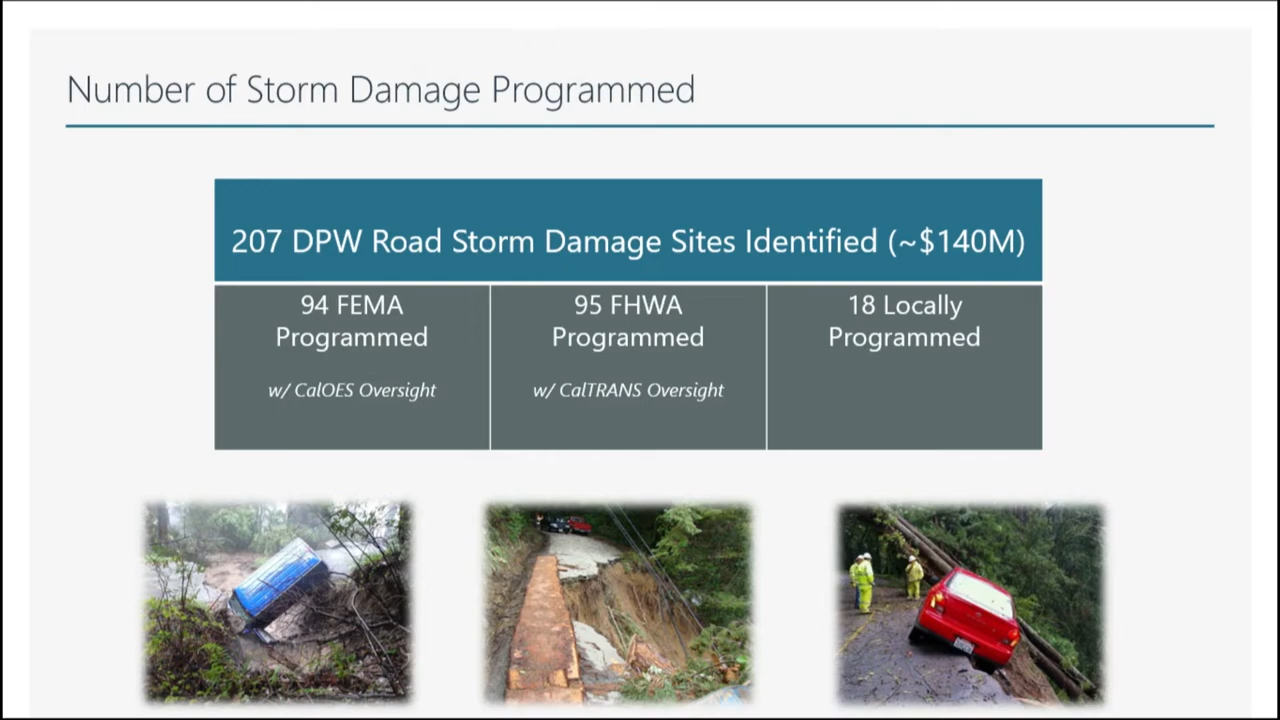 Number of Storm Damage Programmed
207 DPW Road Storm Damage Sites Identified (~$140M)
94 FEMA
Programmed
w/ CalOES Oversight
95 FHWA
Programmed
w/ CalTRANS Oversight
18 Locally
Programmed